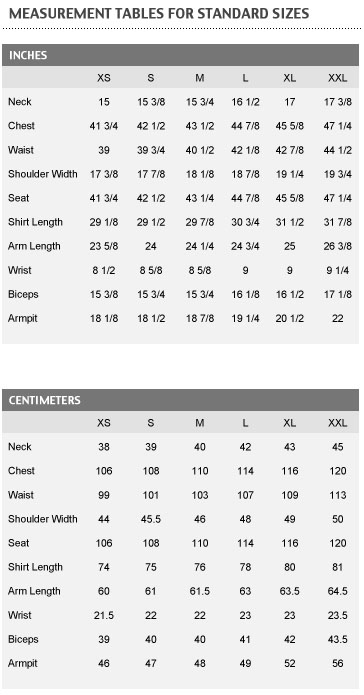 MEASUREMENT TABLES FOR STANDARD SIZES
INCHES
XS S M L XL XXL
Neck 15 15 3/8 15 3/4 16 1/2 17 17 3/8
Chest 41 3/4 42 1/2 43 1/2 44 7/8 45 5/8 47 1/4
Waist 39 39 3/4 40 1/2 42 1/8 42 7/8 44 1/2
Shoulder Width 17 3/8 17 7/8 18 1/8 18 7/8 19 1/4 19 3/4
Seat 41 3/4 42 1/2 43 1/4 44 7/8 45 5/8 47 1/4
Shirt Length 29 1/8 29 1/2 29 7/8 30 3/4 31 1/2 31 7/8
Arm Length 23 5/8 24 24 1/4 24 3/4 25 26 3/8
Wrist 8 1/2 8 5/8 8 5/8 9 9 9 1/4
Biceps 15 3/8 15 3/4 15 3/4 16 1/8 16 1/2 17 1/8
Armpit 18 1/8 18 1/2 18 7/8 19 1/4 20 1/2 22
CENTIMETERS
XS S M L XL XXL
Neck 38 39 40 42 43 45
Chest 106 108 110 114 116 120
Waist 99 101 103 107 109 113
Shoulder Width 44 45.5 46 48 49 50
Seat 106 108 110 114 116 120
Shirt Length 74 75 76 78 80 81
Arm Length 60 61 61.5 63 63.5 64.5
Wrist 21.5 22 22 23 23 23.5
Biceps 39 40 40 41 42 43.5
Armpit 46 47 48 49 52 56